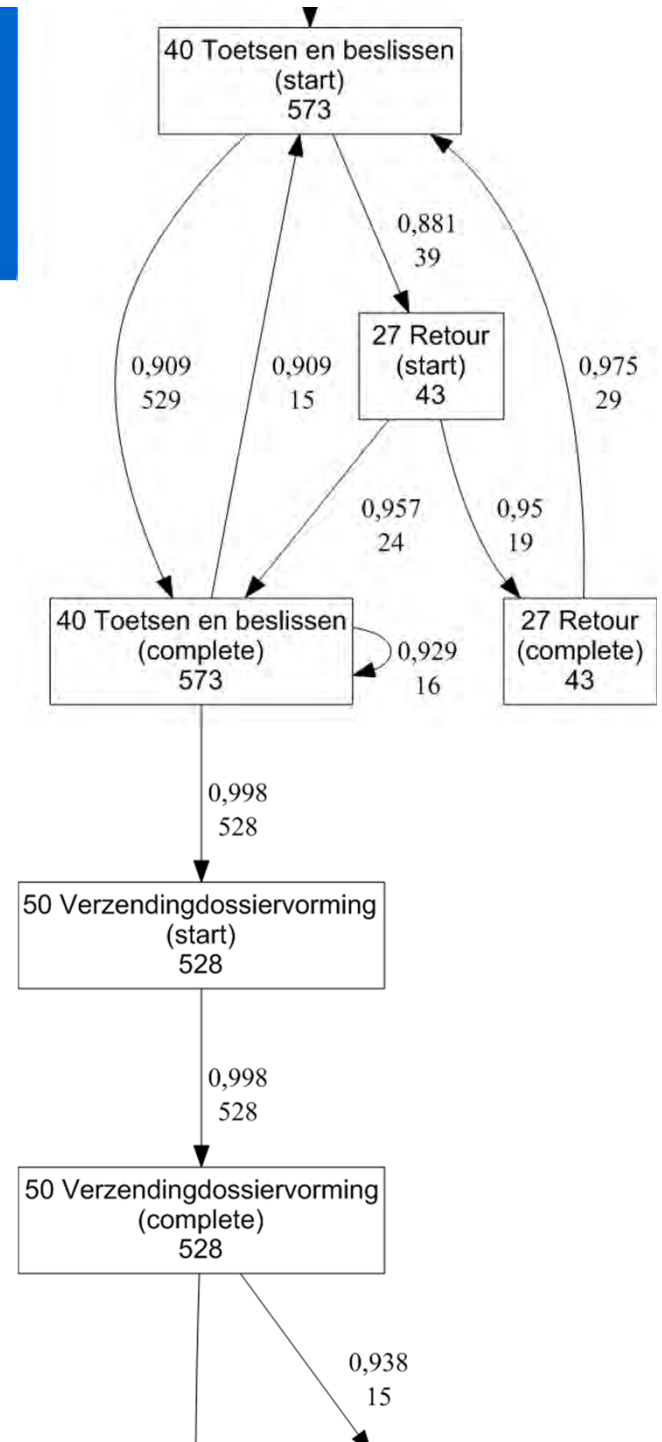 40 Toetsen en beslissen
(start)
573
0,881
39
27 Retour
(start)
43
0,909
529
0,909
15
0,975
29
0,957
24
0,95
19
40 Toetsen en beslissen
(complete)
573
0,929
16
27 Retour
(complete)
43
0,998
528
50 Verzendingdossiervorming
(start)
528
0,998
528
50 Verzendingdossiervorming
(complete)
528
0,938
15